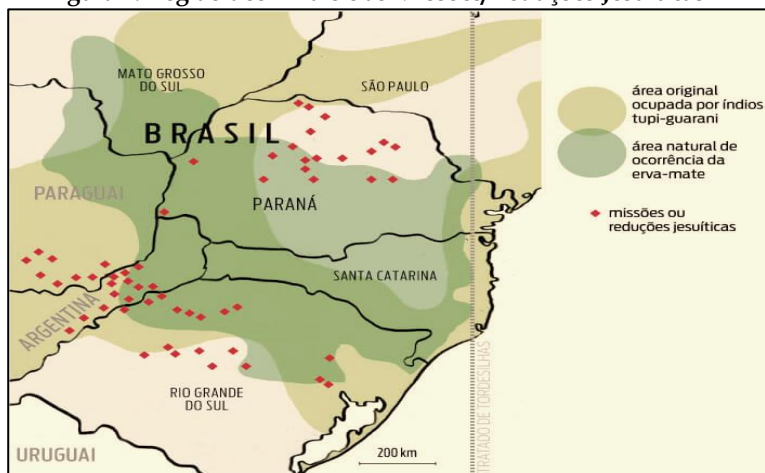 MATO GROSSO
DO SUL
SÃO PAULO
BRASIL
PARAGUAI
PARANÁ
SANTA CATARINA
ARGENTINA
RIO GRANDE
DO SUL
URUGUAI
200 km
TRATADO DE TORDESILHAS
área original
ocupada por índios
tupi-guarani
área natural de
ocorrência da
erva-mate
missões ou
reduções jesuíticas